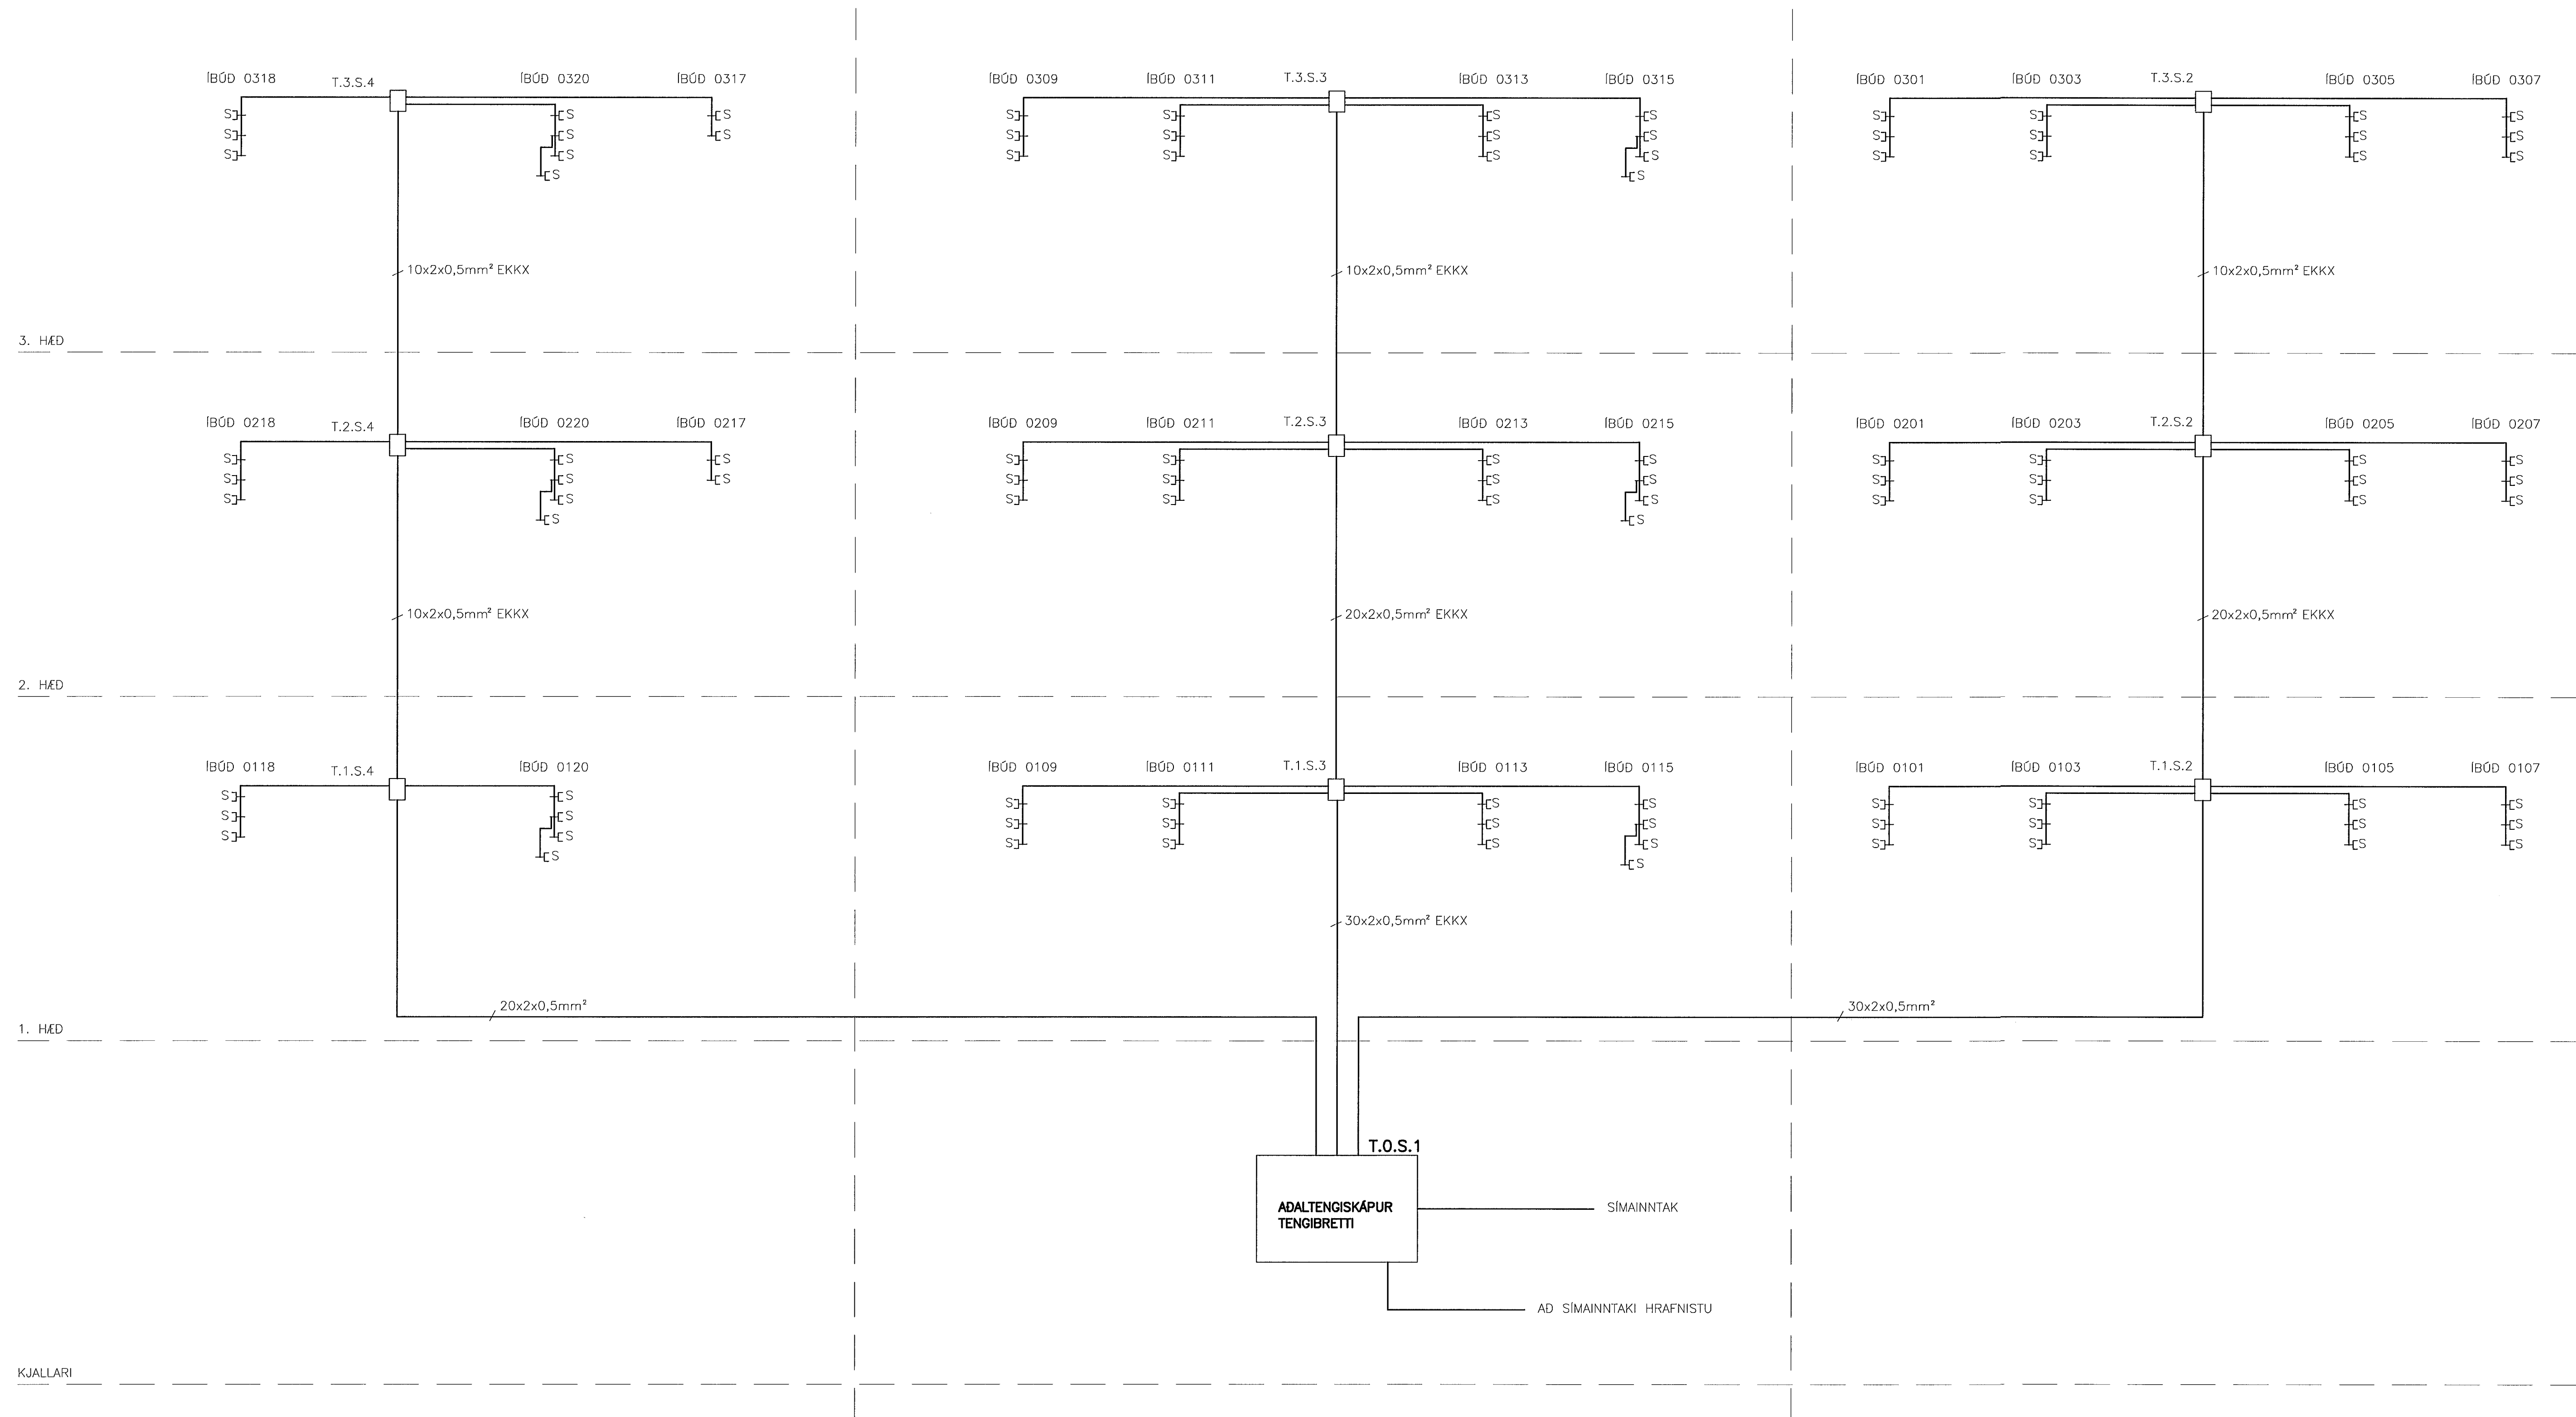 ÍBÚÐ 0318 T.3.S.4 ÍBÚÐ 0320 ÍBÚÐ 0317 ÍBÚÐ 0309 ÍBÚÐ 0311 T.3.S.3 ÍBÚÐ 0313 ÍBÚÐ 0315 ÍBÚÐ 0301 ÍBÚÐ 0303 T.3.S.2 ÍBÚÐ 0305 ÍBÚÐ 0307
S S S S S S S S S S S
S S S S S S S S S S S
S S S S S S S S S S
S S
10x2x0,5mm² EKKX 10x2x0,5mm² EKKX 10x2x0,5mm² EKKX
3. HÆÐ
ÍBÚÐ 0218 T.2.S.4 ÍBÚÐ 0220 ÍBÚÐ 0217 ÍBÚÐ 0209 ÍBÚÐ 0211 T.2.S.3 ÍBÚÐ 0213 ÍBÚÐ 0215 ÍBÚÐ 0201 ÍBÚÐ 0203 T.2.S.2 ÍBÚÐ 0205 ÍBÚÐ 0207
S S S S S S S S S S S
S S S S S S S S S S S
S S S S S S S S S S
S S
10x2x0,5mm² EKKX 20x2x0,5mm² EKKX 20x2x0,5mm² EKKX
2. HÆÐ
ÍBÚÐ 0118 T.1.S.4 ÍBÚÐ 0120 ÍBÚÐ 0109 ÍBÚÐ 0111 T.1.S.3 ÍBÚÐ 0113 ÍBÚÐ 0115 ÍBÚÐ 0101 ÍBÚÐ 0103 T.1.S.2 ÍBÚÐ 0105 ÍBÚÐ 0107
S S S S S S S S S S
S S S S S S S S S S
S S S S S S S S S S
S S
30x2x0,5mm² EKKX
20x2x0,5mm² 30x2x0,5mm²
1. HÆÐ
T.0.S.1
AÐALTENGISKÁPUR
TENGIBRETTI
SÍMAINNTAK
AÐ SÍMAINNTAKI HRAFNISTU
KJALLARI